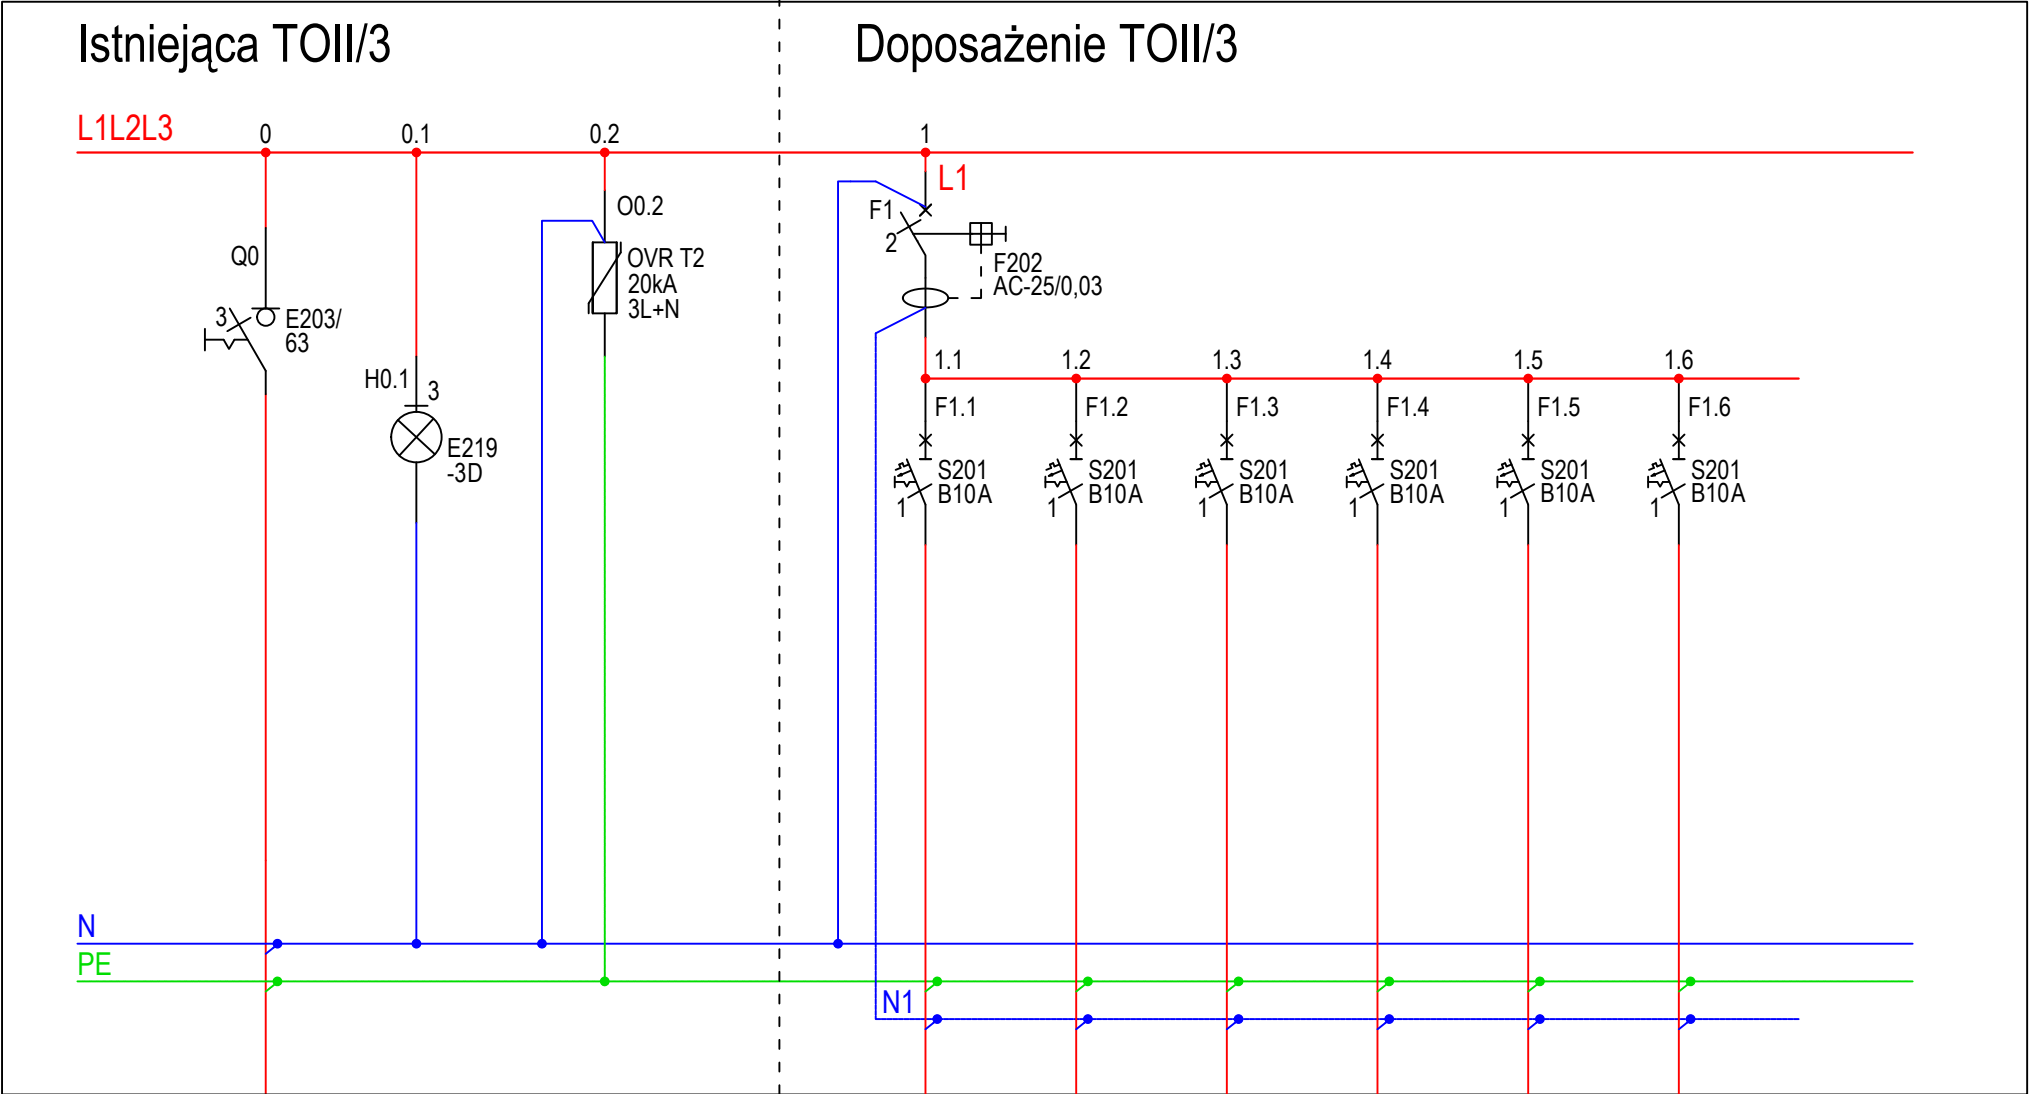 Istniejąca TOII/3
Doposażenie TOII/3
L1L2L3
0
0.1
0.2
1
L1
Q0
3
E203/
63
H0.1
3
E219
-3D
O0.2
OVR T2
20kA
3L+N
F1
2
F202
AC-25/0,03
1.1
1.2
1.3
1.4
1.5
1.6
F1.1
F1.2
F1.3
F1.4
F1.5
F1.6
S201
B10A
1
S201
B10A
1
S201
B10A
1
S201
B10A
1
S201
B10A
1
S201
B10A
1
N
PE
N1